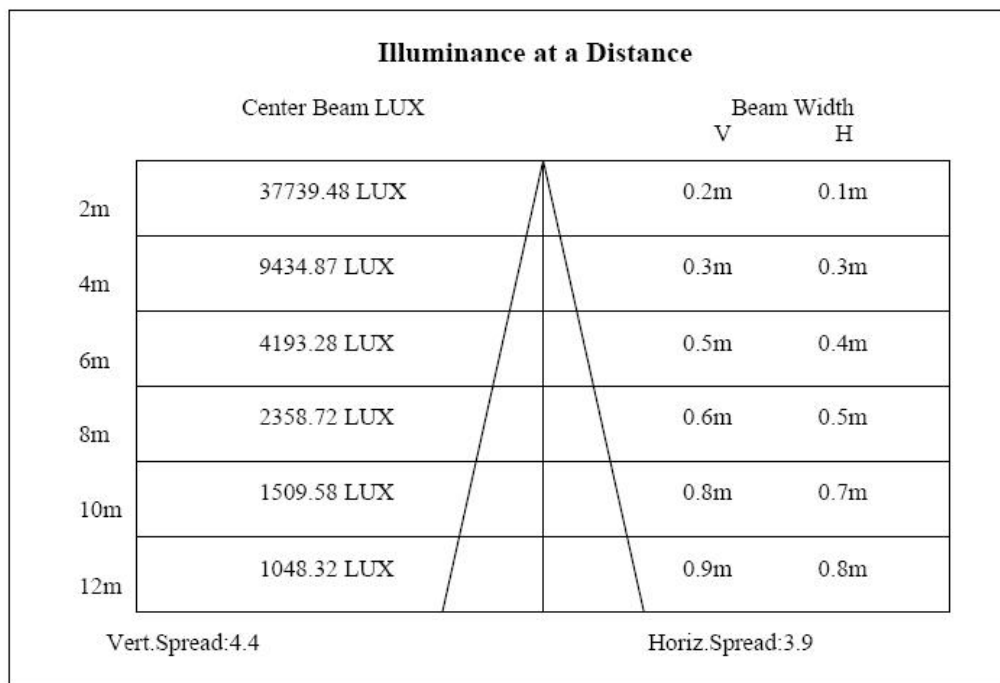 Illuminance at a Distance
Center Beam LUX Beam Width
V H
2m 37739.48 LUX 0.2m 0.1m
4m 9434.87 LUX 0.3m 0.3m
6m 4193.28 LUX 0.5m 0.4m
8m 2358.72 LUX 0.6m 0.5m
10m 1509.58 LUX 0.8m 0.7m
12m 1048.32 LUX 0.9m 0.8m
Vert.Spread:4.4 Horiz.Spread:3.9